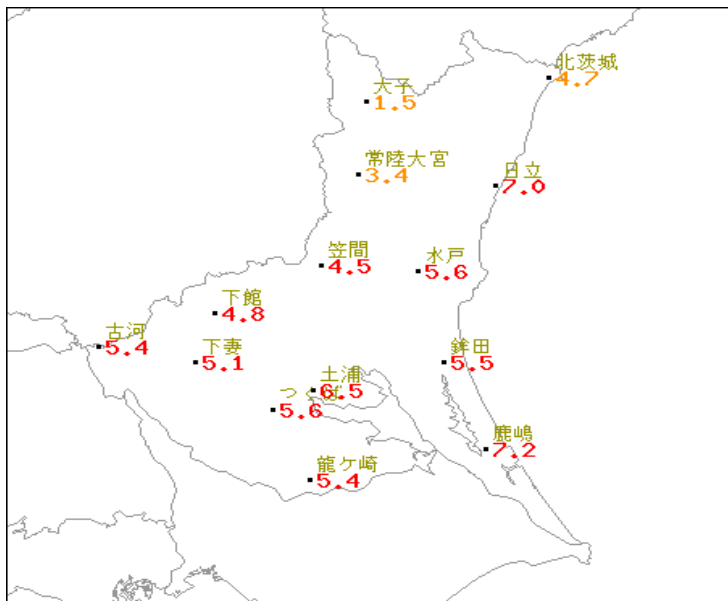 北茨城
4.7
大子
1.5
常陸大宮
3.4
日立
7.0
笠間
4.5
水戸
5.6
下館
4.8
古河
5.4
下妻
5.1
鉾田
5.5
土浦
6.5
つくば
5.6
鹿嶋
7.2
龍ケ崎
5.4